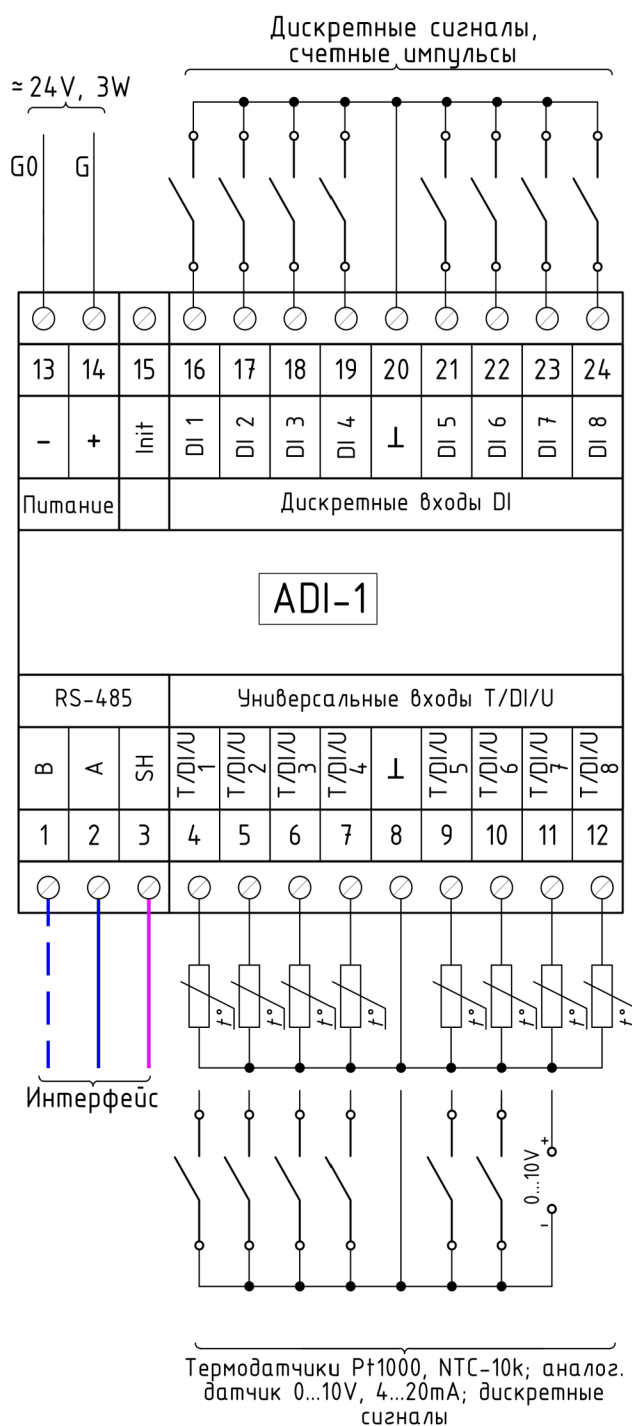 Дискретные сигналы,
счетные импульсы
≃24V, 3W
G0 G
13 14 15 16 17 18 19 20 21 22 23 24
- + Init DI 1 DI 2 DI 3 DI 4 ⊥ DI 5 DI 6 DI 7 DI 8
Питание Дискретные входы DI
ADI-1
RS-485 Универсальные входы T/DI/U
B A SH T/DI/U 1 T/DI/U 2 T/DI/U 3 T/DI/U 4 ⊥ T/DI/U 5 T/DI/U 6 T/DI/U 7 T/DI/U 8
1 2 3 4 5 6 7 8 9 10 11 12
t° t° t° t° t° t° t° t°
Интерфейс
0...10V + -
Термодатчики Pt1000, NTC-10k; аналог.
датчик 0...10V, 4...20mA; дискретные
сигналы